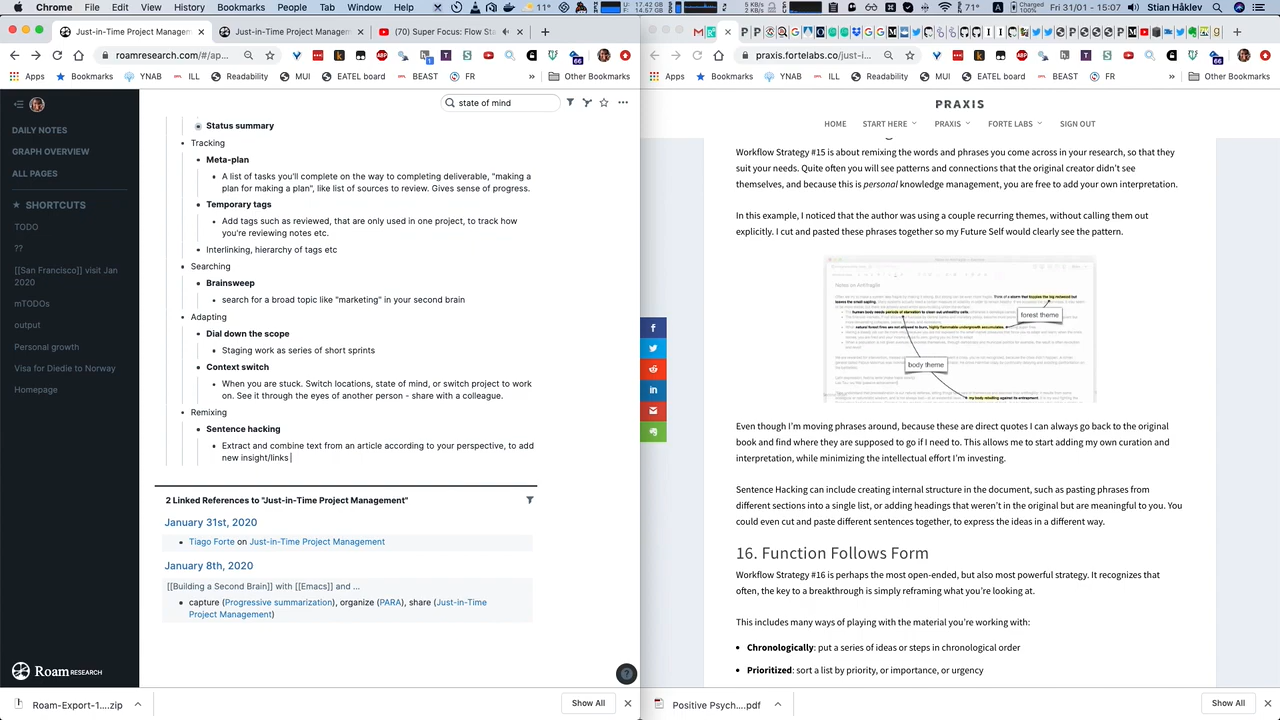 Chrome File Edit View History Bookmarks People Tab Window Help
U: 17.42 GB
F: 14.57 GB
11°
5 KB/s
2 KB/s
71°C
Charged
100%
Fri 31/01 16:50
Just-in-Time Project Managem
Just-in-Time Project Managem
(70) Super Focus: Flow Sta
roamresearch.com/#/ap...
66
Apps Bookmarks YNAB ILL Readability MUI EATEL board BEAST FR » Other Bookmarks
praxis.fortelabs.co/just-i...
66
Apps Bookmarks YNAB ILL Readability MUI EATEL board BEAST FR » Other Bookmarks
DAILY NOTES
GRAPH OVERVIEW
ALL PAGES
SHORTCUTS
TODO
??
[[San Francisco]] visit Jan
2020
mTODOs
output
Personal growth
Visa for Diedie to Norway
Homepage
Roam RESEARCH
state of mind
Status summary
Tracking
Meta-plan
A list of tasks you'll complete on the way to completing deliverable, "making a
plan for making a plan", like list of sources to review. Gives sense of progress.
Temporary tags
Add tags such as reviewed, that are only used in one project, to track how
you're reviewing notes etc.
Interlinking, hierarchy of tags etc
Searching
Brainsweep
search for a broad topic like "marketing" in your second brain
Adapting
Dial down the scope
Staging work as series of short sprints
Context switch
When you are stuck. Switch locations, state of mind, or switch project to work
on. See it through the eyes of another person - share with others.
Remixing
Sentence hacking
Extract and combine text from an article according to your perspective, to add
new insight/links
2 Linked References to "Just-in-Time Project Management"
January 31st, 2020
Tiago Forte on Just-in-Time Project Management
January 8th, 2020
[[Building a Second Brain]] with [[Emacs]] and ...
capture (Progressive summarization), organize (PARA), share (Just-in-Time
Project Management)
PRAXIS
HOME START HERE PRAXIS FORTE LABS SIGN OUT
Workflow Strategy #15 is about remixing the words and phrases you come across in your research, so that they
suit your needs. Quite often you will see patterns and connections that the original creator didn't see
themselves, and because this is personal knowledge management, you are free to add your own interpretation.
In this example, I noticed that the author was using a couple recurring themes, without calling them out
explicitly. I cut and pasted these phrases together so my Future Self would clearly see the pattern.
Notes on Antifragile
forest theme
body theme
Even though I'm moving phrases around, because these are direct quotes I can always go back to the original
book and find where they are supposed to go if I need to. This allows me to start adding my own curation and
interpretation, while minimizing the intellectual effort I'm investing.
Sentence Hacking can include creating internal structure in the document, such as pasting phrases from
different sections into a single list, or adding headings that weren't in the original but are meaningful to you. You
could even cut and paste different sentences together, to express the ideas in a different way.
16. Function Follows Form
Workflow Strategy #16 is perhaps the most open-ended, but also most powerful strategy. It recognizes that
often, the key to a breakthrough is simply reframing what you're looking at.
This includes many ways of playing with the material you're working with:
Chronologically: put a series of ideas or steps in chronological order
Prioritized: sort a list by priority, or importance, or urgency
Roam-Export-1....zip
Show All
Positive Psych....pdf
Show All